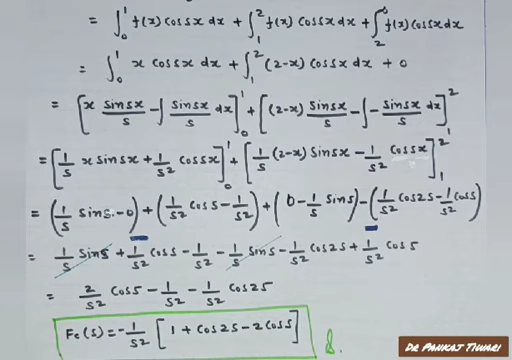 = ∫₀¹ f(x) cos sx dx + ∫₁² f(x) cos sx dx + ∫₂^∞ f(x) cos sx dx
= ∫₀¹ x cos sx dx + ∫₁² (2-x) cos sx dx + 0
= [x sin sx/s - ∫ sin sx/s dx]₀¹ + [(2-x) sin sx/s - ∫ - sin sx/s dx]₁²
= [1/s x sin sx + 1/s² cos sx]₀¹ + [1/s (2-x) sin sx - 1/s² cos sx]₁²
= (1/s sin s - 0) + (1/s² cos s - 1/s²) + (0 - 1/s sin s) - (1/s² cos 2s - 1/s² cos s)
= 1/s sin s + 1/s² cos s - 1/s² - 1/s sin s - 1/s² cos 2s + 1/s² cos s
= 2/s² cos s - 1/s² - 1/s² cos 2s
Fc(s) = -1/s² [1 + cos 2s - 2 cos s]
DR PANKAJ TIWARI